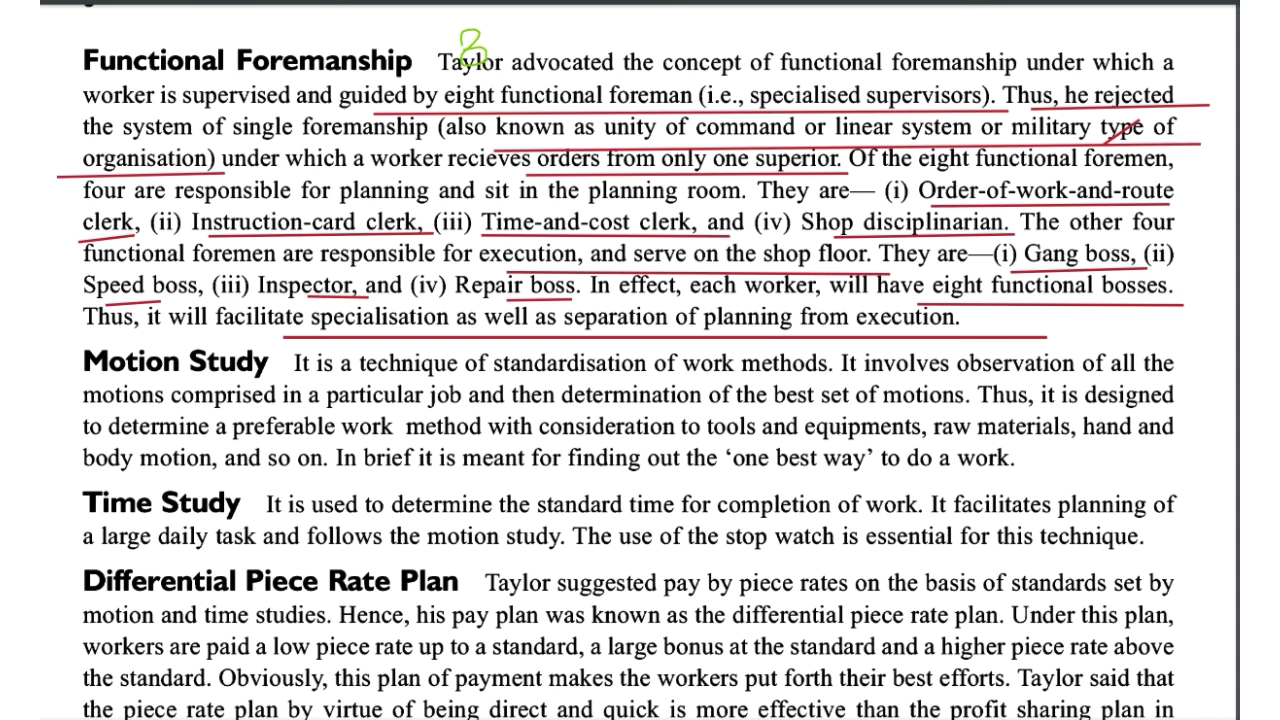 Functional Foremanship Taylor advocated the concept of functional foremanship under which a
worker is supervised and guided by eight functional foreman (i.e., specialised supervisors). Thus, he rejected
the system of single foremanship (also known as unity of command or linear system or military type of
organisation) under which a worker recieves orders from only one superior. Of the eight functional foremen,
four are responsible for planning and sit in the planning room. They are— (i) Order-of-work-and-route
clerk, (ii) Instruction-card clerk, (iii) Time-and-cost clerk, and (iv) Shop disciplinarian. The other four
functional foremen are responsible for execution, and serve on the shop floor. They are—(i) Gang boss, (ii)
Speed boss, (iii) Inspector, and (iv) Repair boss. In effect, each worker, will have eight functional bosses.
Thus, it will facilitate specialisation as well as separation of planning from execution.
Motion Study It is a technique of standardisation of work methods. It involves observation of all the
motions comprised in a particular job and then determination of the best set of motions. Thus, it is designed
to determine a preferable work method with consideration to tools and equipments, raw materials, hand and
body motion, and so on. In brief it is meant for finding out the ‘one best way’ to do a work.
Time Study It is used to determine the standard time for completion of work. It facilitates planning of
a large daily task and follows the motion study. The use of the stop watch is essential for this technique.
Differential Piece Rate Plan Taylor suggested pay by piece rates on the basis of standards set by
motion and time studies. Hence, his pay plan was known as the differential piece rate plan. Under this plan,
workers are paid a low piece rate up to a standard, a large bonus at the standard and a higher piece rate above
the standard. Obviously, this plan of payment makes the workers put forth their best efforts. Taylor said that
the piece rate plan by virtue of being direct and quick is more effective than the profit sharing plan in